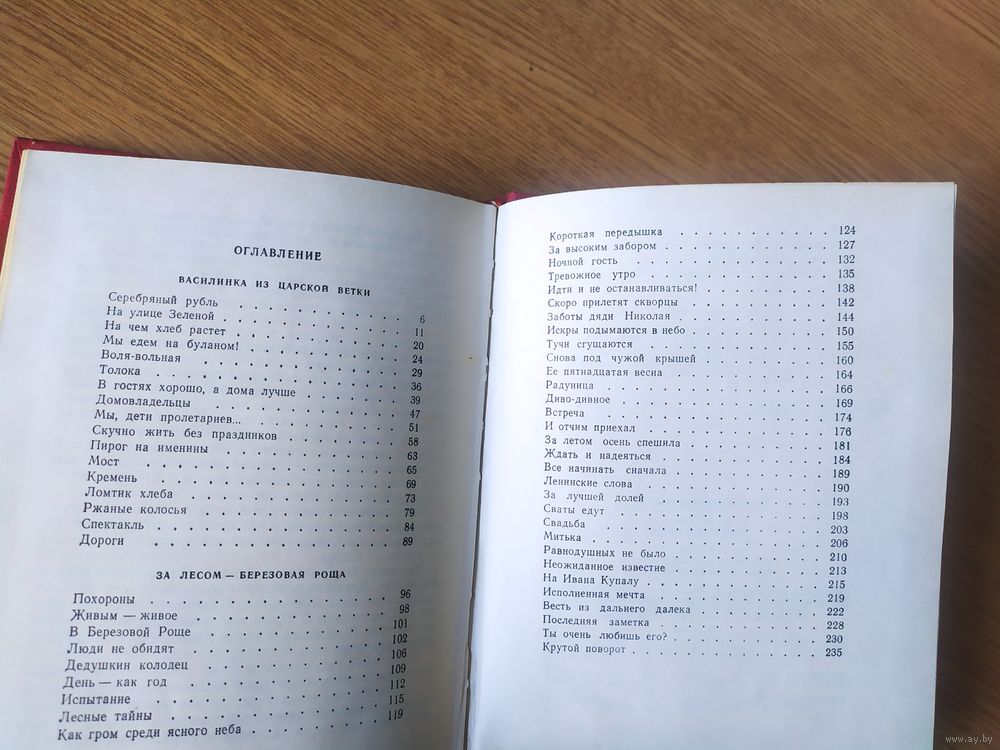 ОГЛАВЛЕНИЕ
ВАСИЛИНКА ИЗ ЦАРСКОЙ ВЕТКИ
Серебряный рубль . . . . . . . . . . 6
На улице Зеленой . . . . . . . . . . 11
На чем хлеб растет . . . . . . . . . . 20
Мы едем на буланом! . . . . . . . . . . 24
Воля-вольная . . . . . . . . . . 29
Толока . . . . . . . . . . 36
В гостях хорошо, а дома лучше . . . . . . . . 39
Домовладельцы . . . . . . . . . . 47
Мы, дети пролетариев... . . . . . . . . . . 51
Скучно жить без праздников . . . . . . . . 58
Пирог на именины . . . . . . . . . . 63
Мост . . . . . . . . . . 65
Кремень . . . . . . . . . . 69
Ломтик хлеба . . . . . . . . . . 73
Ржаные колосья . . . . . . . . . . 79
Спектакль . . . . . . . . . . 84
Дороги . . . . . . . . . . 89
ЗА ЛЕСОМ — БЕРЕЗОВАЯ РОЩА
Похороны . . . . . . . . . . 96
Живым — живое . . . . . . . . . . 98
В Березовой Роще . . . . . . . . . . 101
Люди не обидят . . . . . . . . . . 102
Дедушкин колодец . . . . . . . . . . 106
День — как год . . . . . . . . . . 109
Испытание . . . . . . . . . . 112
Лесные тайны . . . . . . . . . . 115
Как гром среди ясного неба . . . . . . . . 119
Короткая передышка . . . . . . . . . . 124
За высоким забором . . . . . . . . . . 127
Ночной гость . . . . . . . . . . 132
Тревожное утро . . . . . . . . . . 135
Идти и не останавливаться! . . . . . . . . 138
Скоро прилетят скворцы . . . . . . . . 142
Заботы дяди Николая . . . . . . . . . . 144
Искры подымаются в небо . . . . . . . . 150
Тучи сгущаются . . . . . . . . . . 155
Снова под чужой крышей . . . . . . . . 160
Ее пятнадцатая весна . . . . . . . . . . 164
Радуница . . . . . . . . . . 166
Диво-дивное . . . . . . . . . . 169
Встреча . . . . . . . . . . 174
И отчим приехал . . . . . . . . . . 176
За летом осень спешила . . . . . . . . 181
Ждать и надеяться . . . . . . . . . . 184
Все начинать сначала . . . . . . . . . . 189
Ленинские слова . . . . . . . . . . 190
За лучшей долей . . . . . . . . . . 193
Сваты едут . . . . . . . . . . 198
Свадьба . . . . . . . . . . 203
Митька . . . . . . . . . . 206
Равнодушных не было . . . . . . . . . . 210
Неожиданное известие . . . . . . . . . . 213
На Ивана Купалу . . . . . . . . . . 215
Исполненная мечта . . . . . . . . . . 219
Весть из дальнего далека . . . . . . . . 222
Последняя заметка . . . . . . . . . . 228
Ты очень любишь его? . . . . . . . . . . 230
Крутой поворот . . . . . . . . . . 235
www.ay.by